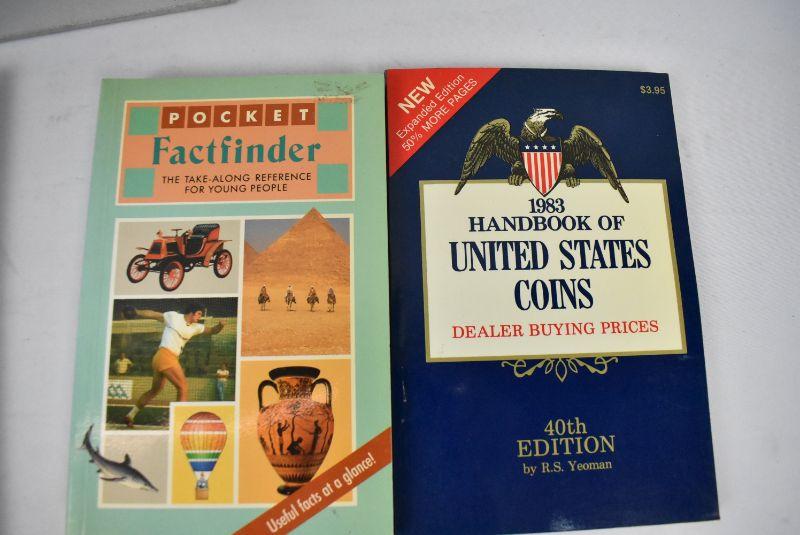 POCKET
Factfinder
THE TAKE-ALONG REFERENCE
FOR YOUNG PEOPLE
Useful facts at a glance!
NEW
Expanded Edition
50% MORE PAGES
$3.95
1983
HANDBOOK OF
UNITED STATES
COINS
DEALER BUYING PRICES
40th
EDITION
by R.S. Yeoman